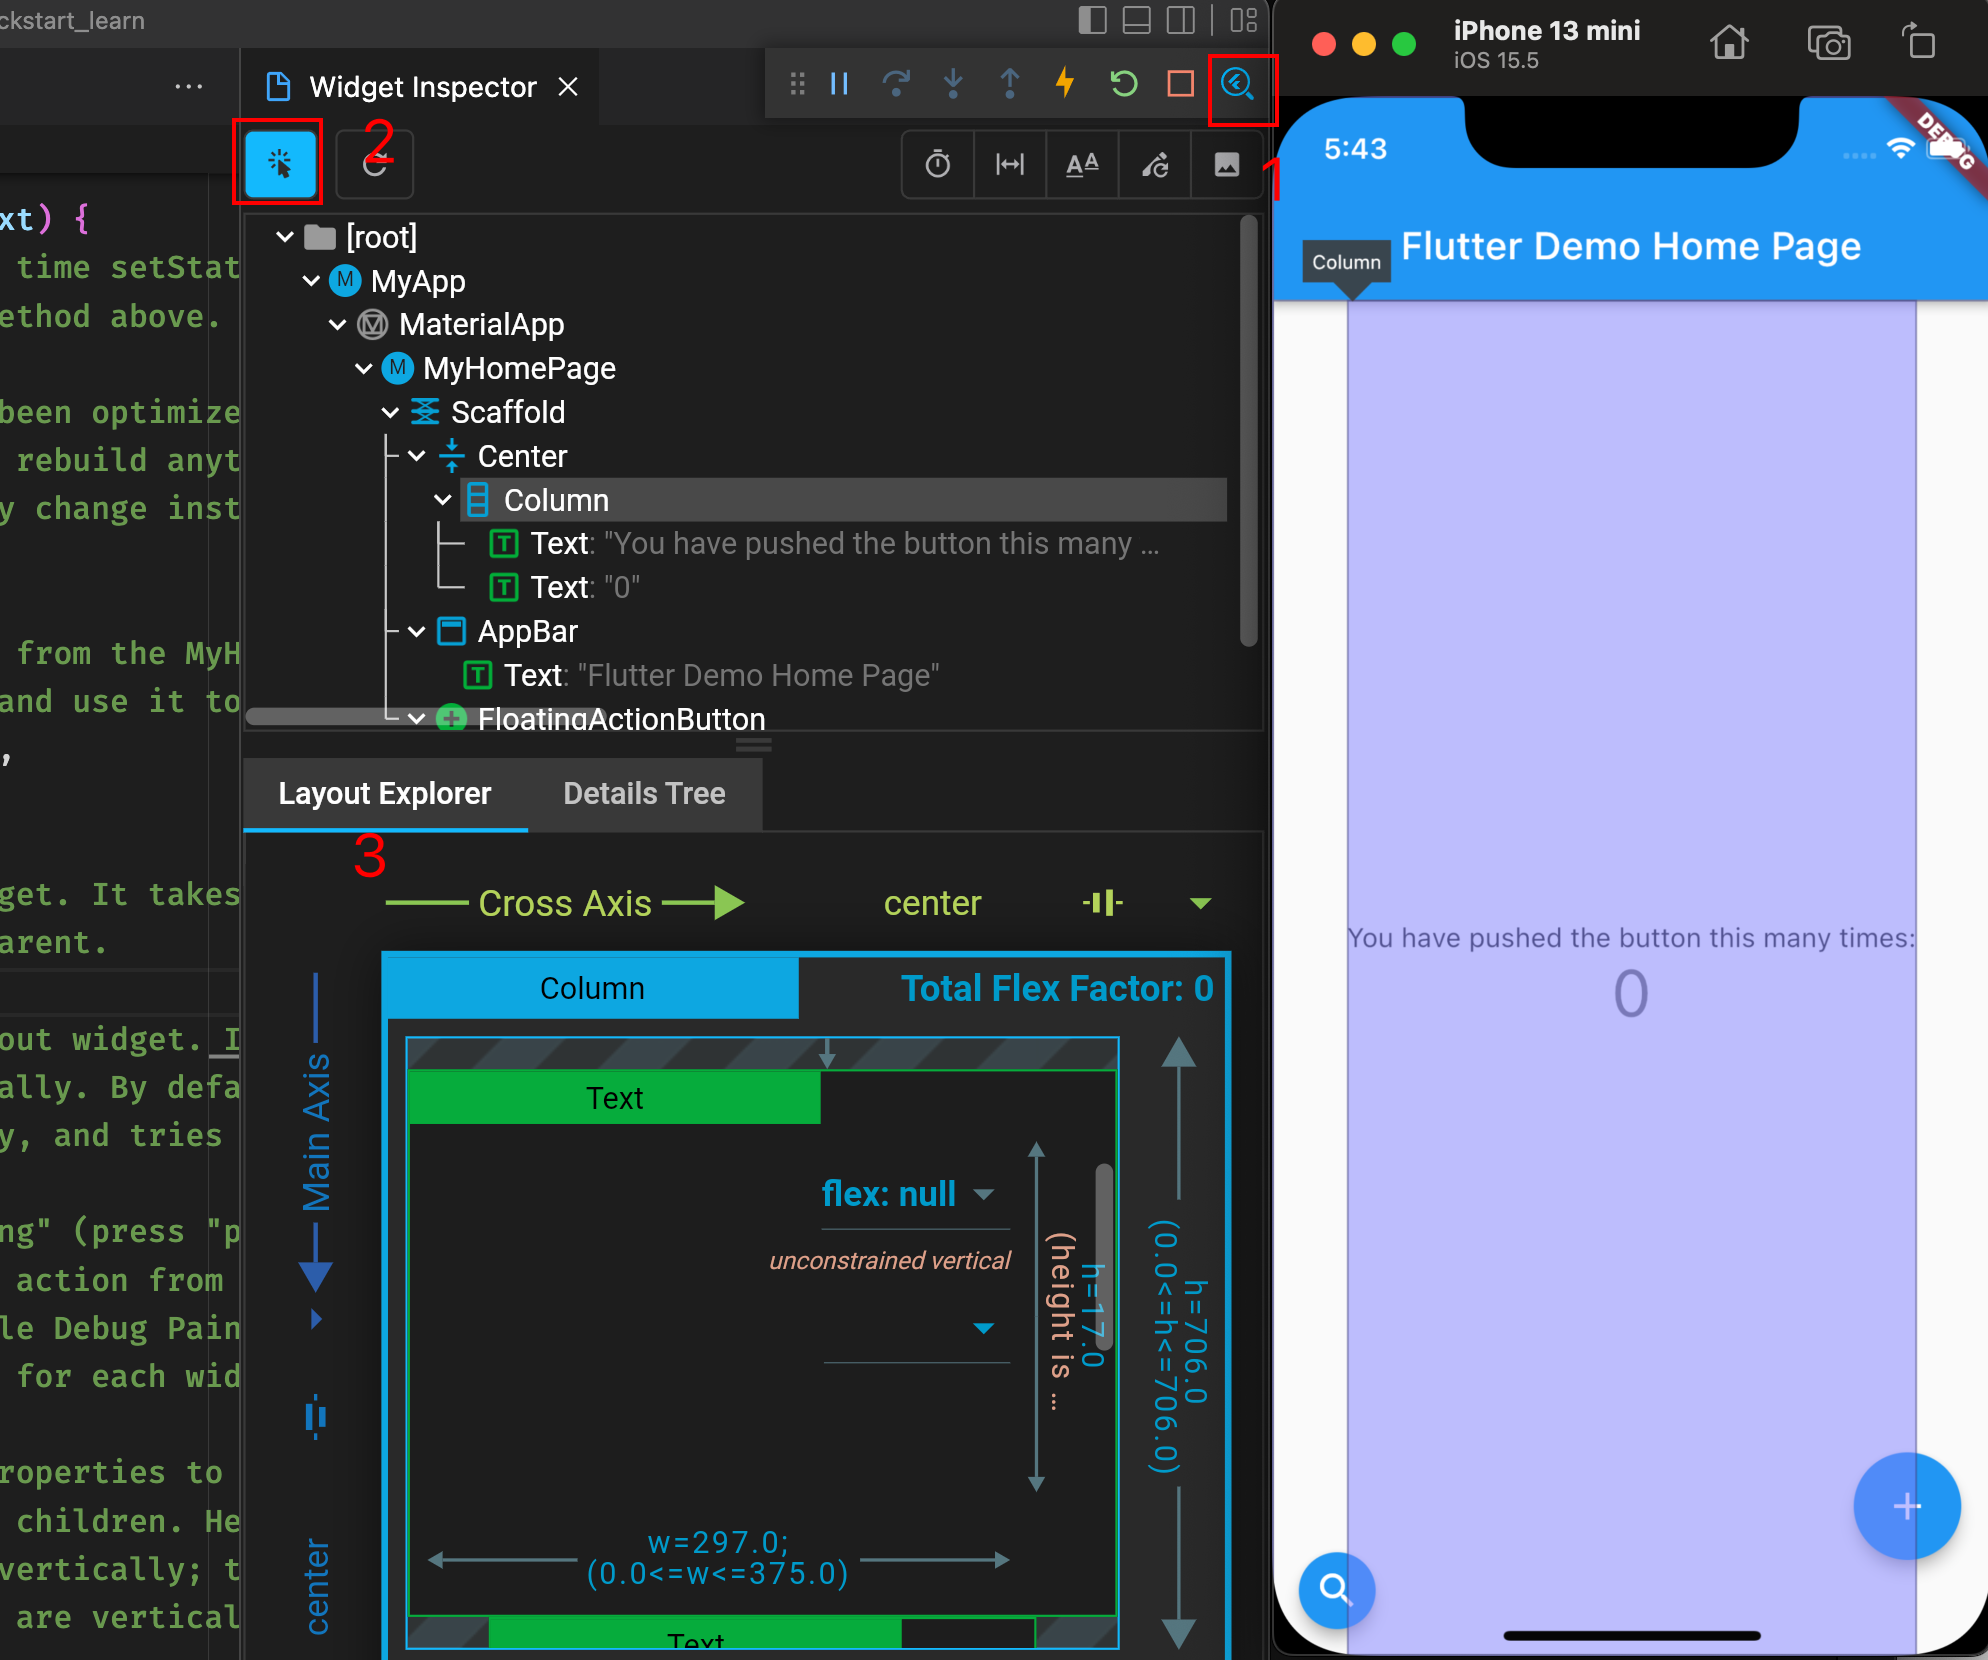 ckstart_learn
Widget Inspector
1
2
[root]
MyApp
MaterialApp
MyHomePage
Scaffold
Center
Column
Text: "You have pushed the button this many ...
Text: "0"
AppBar
Text: "Flutter Demo Home Page"
FloatingActionButton
Layout Explorer
Details Tree
3
Cross Axis
center
Main Axis
center
Column
Total Flex Factor: 0
Text
flex: null
unconstrained vertical
h=17.0
(height is ...
h=706.0
(0.0<=h<=706.0)
w=297.0;
(0.0<=w<=375.0)
Text
xt) {
time setStat
ethod above.
been optimize
rebuild anyt
y change inst
from the MyH
and use it to
,
get. It takes
arent.
out widget. I
ally. By defa
y, and tries
ng" (press "p
action from
le Debug Pain
for each wid
roperties to
children. He
vertically; t
are vertical
iPhone 13 mini
iOS 15.5
5:43
DEBUG
Flutter Demo Home Page
Column
You have pushed the button this many times:
0